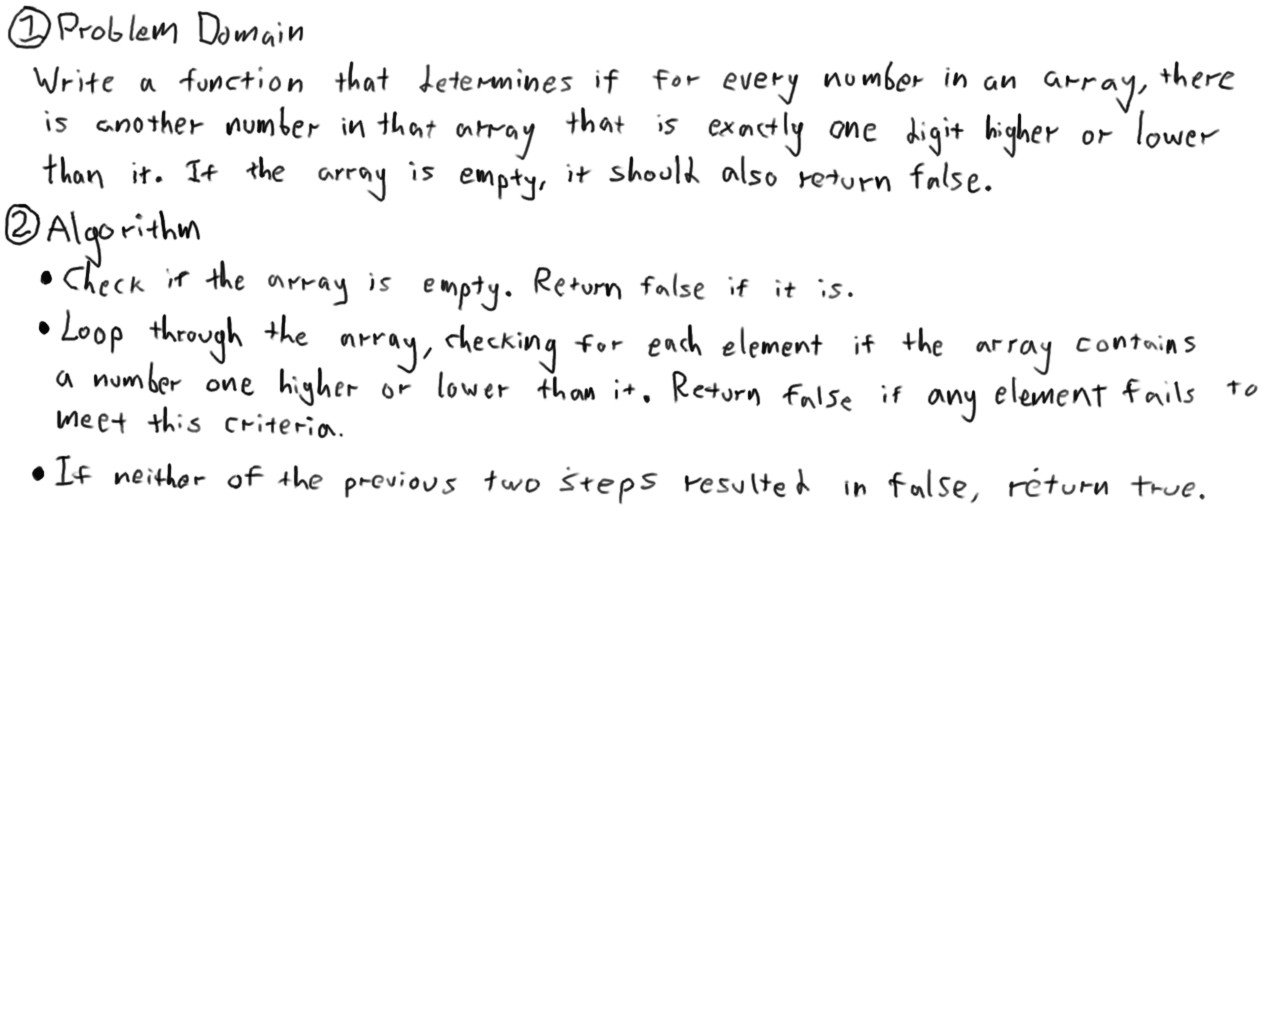 ① Problem Domain
Write a function that determines if for every number in an array, there
is another number in that array that is exactly one digit higher or lower
than it. If the array is empty, it should also return false.
② Algorithm
• Check if the array is empty. Return false if it is.
• Loop through the array, checking for each element if the array contains
a number one higher or lower than it. Return false if any element fails to
meet this criteria.
• If neither of the previous two steps resulted in false, return true.